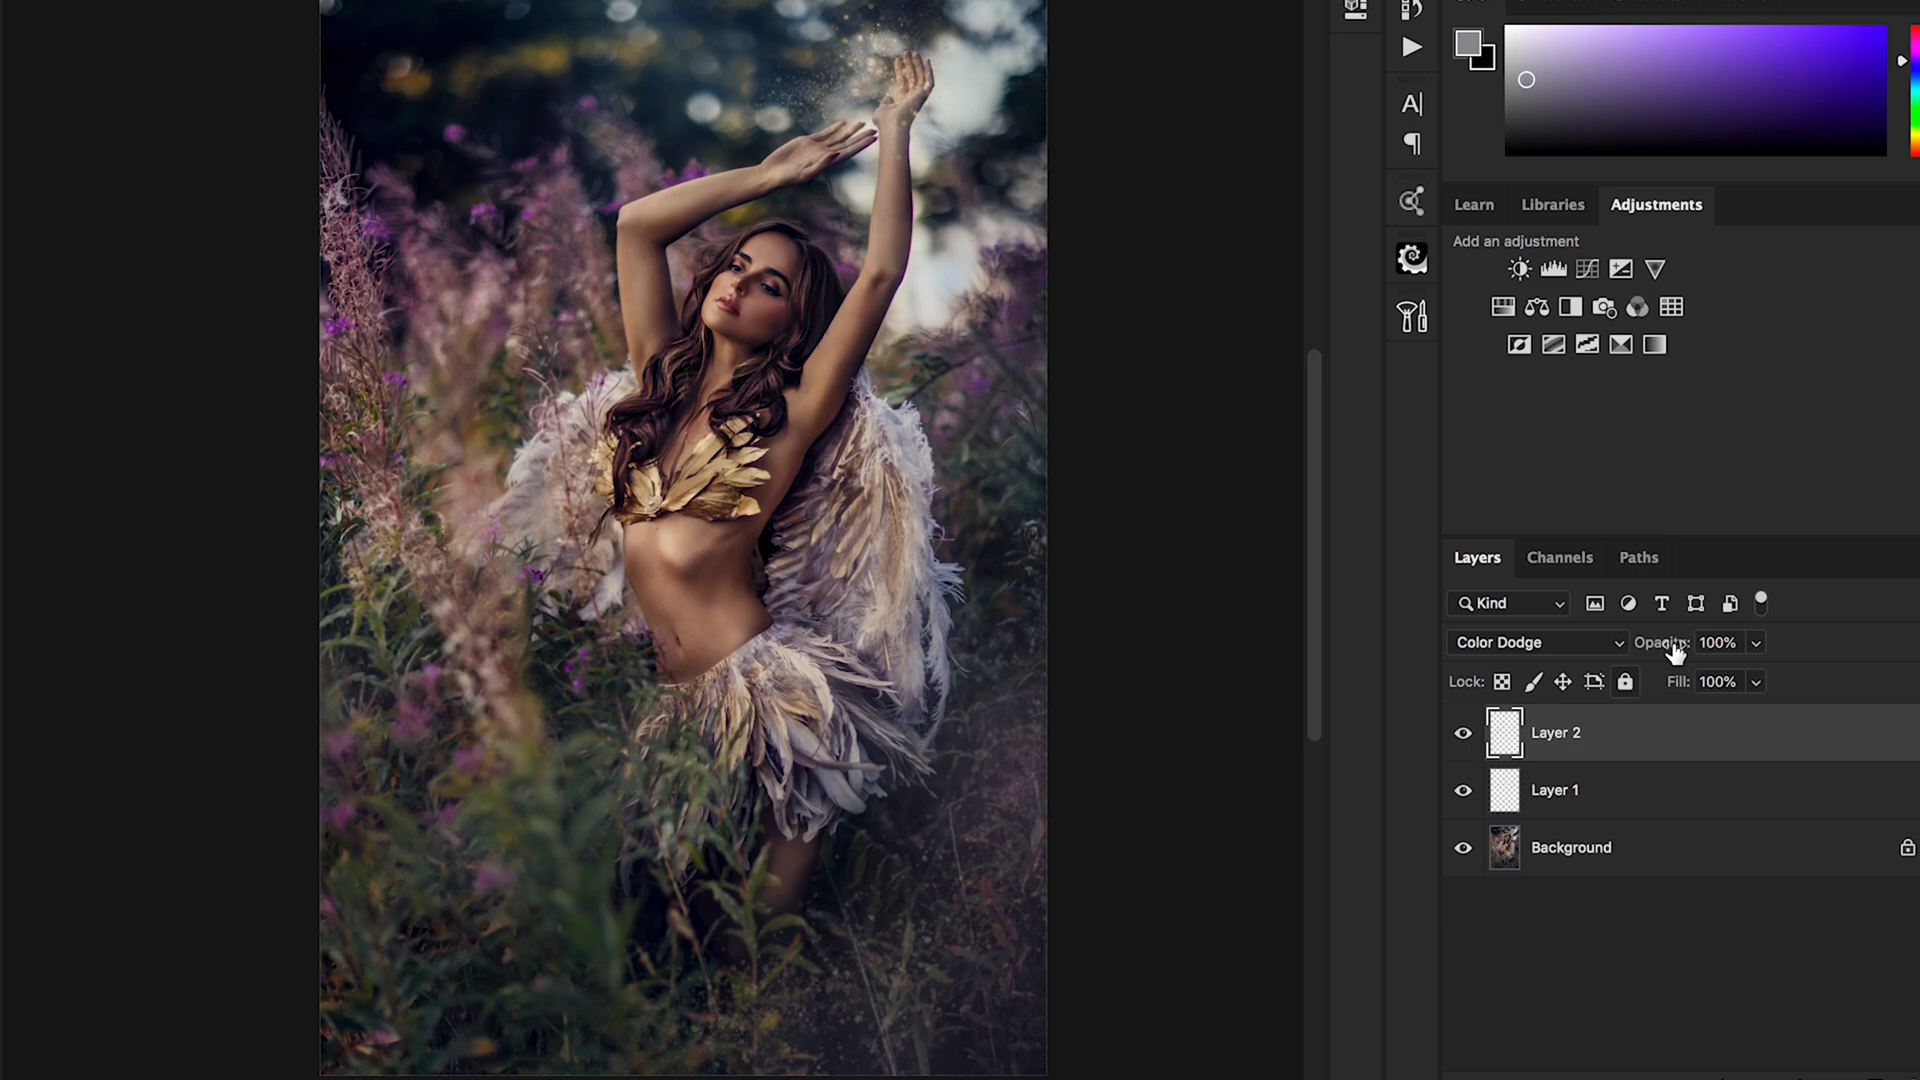 Learn Libraries Adjustments
Add an adjustment
Layers Channels Paths
Kind
Color Dodge Opacity: 100%
Lock: Fill: 100%
Layer 2
Layer 1
Background